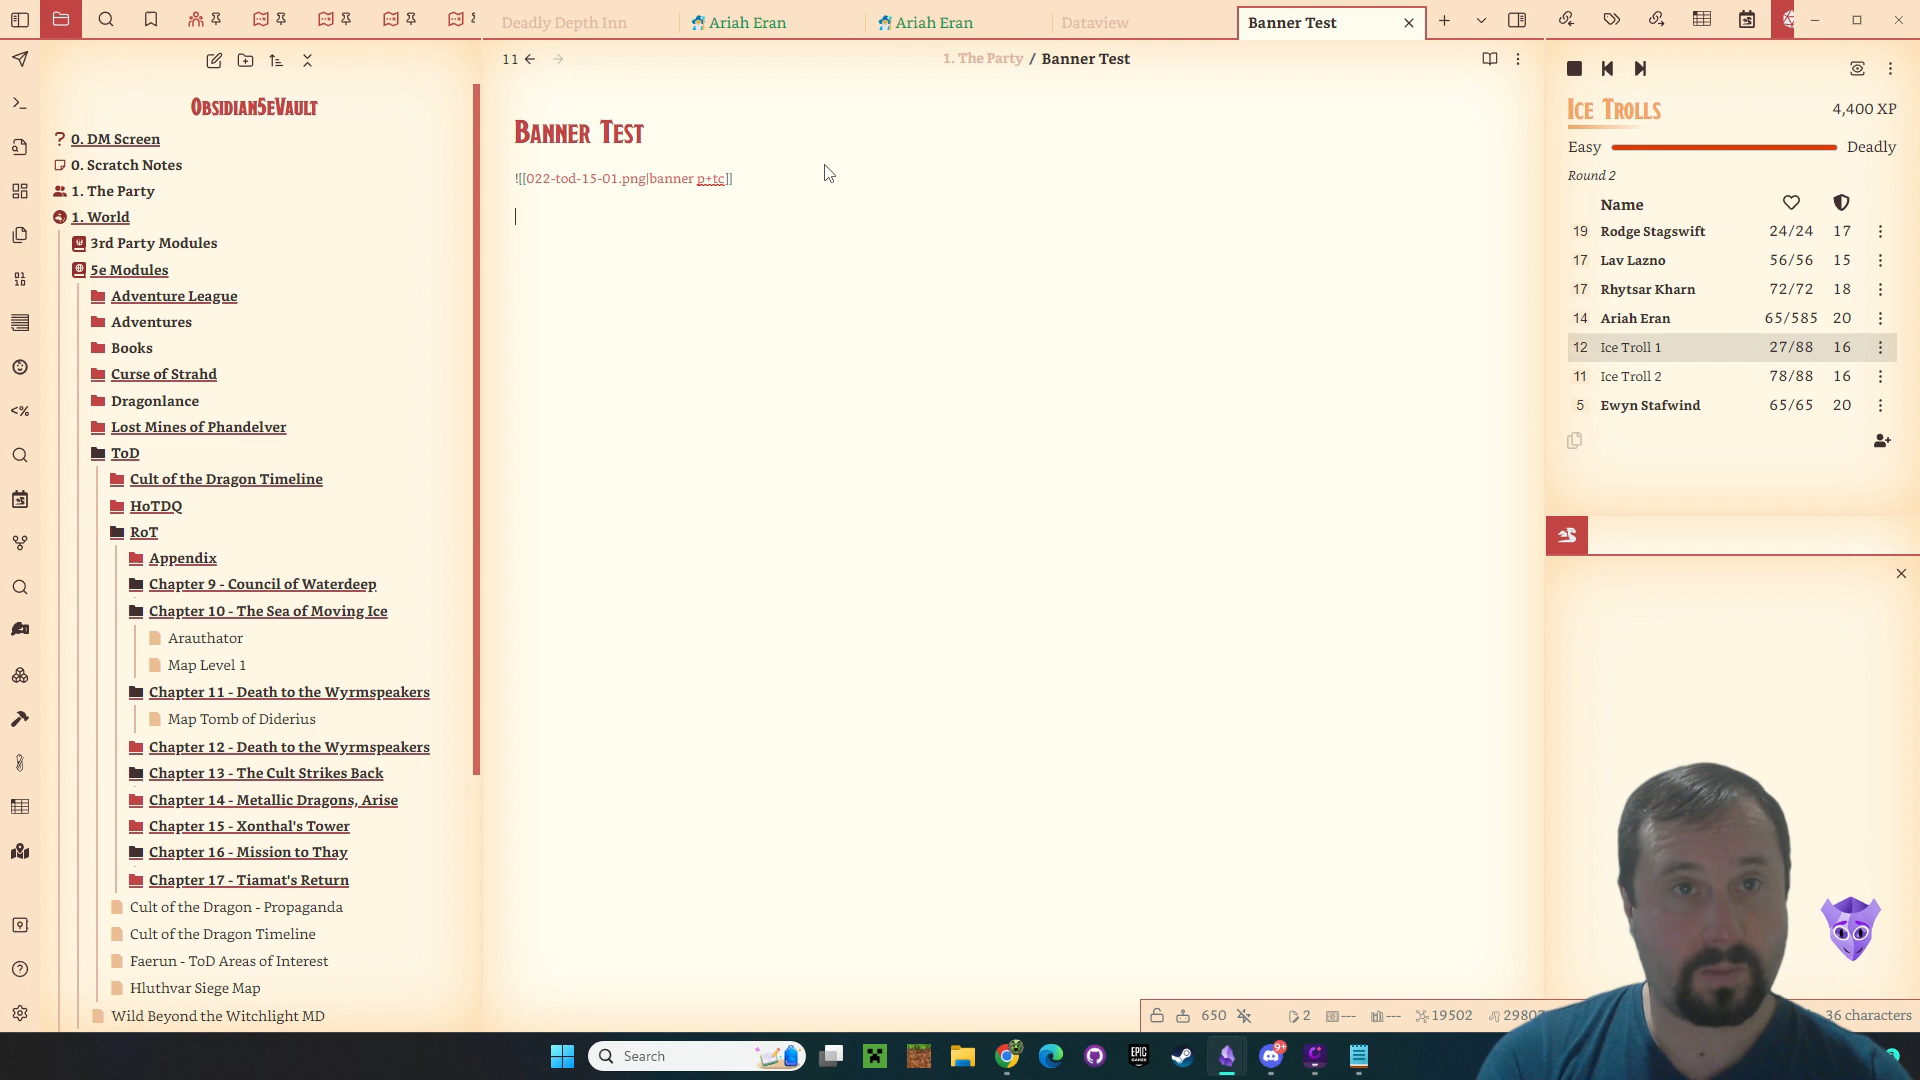 Deadly Depth Inn
Ariah Eran
Ariah Eran
Dataview
Banner Test
11
1. The Party / Banner Test
Obsidian5eVault
0. DM Screen
0. Scratch Notes
1. The Party
1. World
3rd Party Modules
5e Modules
Adventure League
Adventures
Books
Curse of Strahd
Dragonlance
Lost Mines of Phandelver
ToD
Cult of the Dragon Timeline
HoTDQ
RoT
Appendix
Chapter 9 - Council of Waterdeep
Chapter 10 - The Sea of Moving Ice
Arauthator
Map Level 1
Chapter 11 - Death to the Wyrmspeakers
Map Tomb of Diderius
Chapter 12 - Death to the Wyrmspeakers
Chapter 13 - The Cult Strikes Back
Chapter 14 - Metallic Dragons, Arise
Chapter 15 - Xonthal's Tower
Chapter 16 - Mission to Thay
Chapter 17 - Tiamat's Return
Cult of the Dragon - Propaganda
Cult of the Dragon Timeline
Faerun - ToD Areas of Interest
Hluthvar Siege Map
Wild Beyond the Witchlight MD
Banner Test
![[022-tod-15-01.png|banner p+tc]]
Ice Trolls 4,400 XP
Easy Deadly
Round 2
Name
19 Rodge Stagswift 24/24 17
17 Lav Lazno 56/56 15
17 Rhytsar Kharn 72/72 18
14 Ariah Eran 65/585 20
12 Ice Troll 1 27/88 16
11 Ice Troll 2 78/88 16
5 Ewyn Stafwind 65/65 20
650 2 --- --- 19502 29807 36 characters
Search
EPIC GAMES
9+